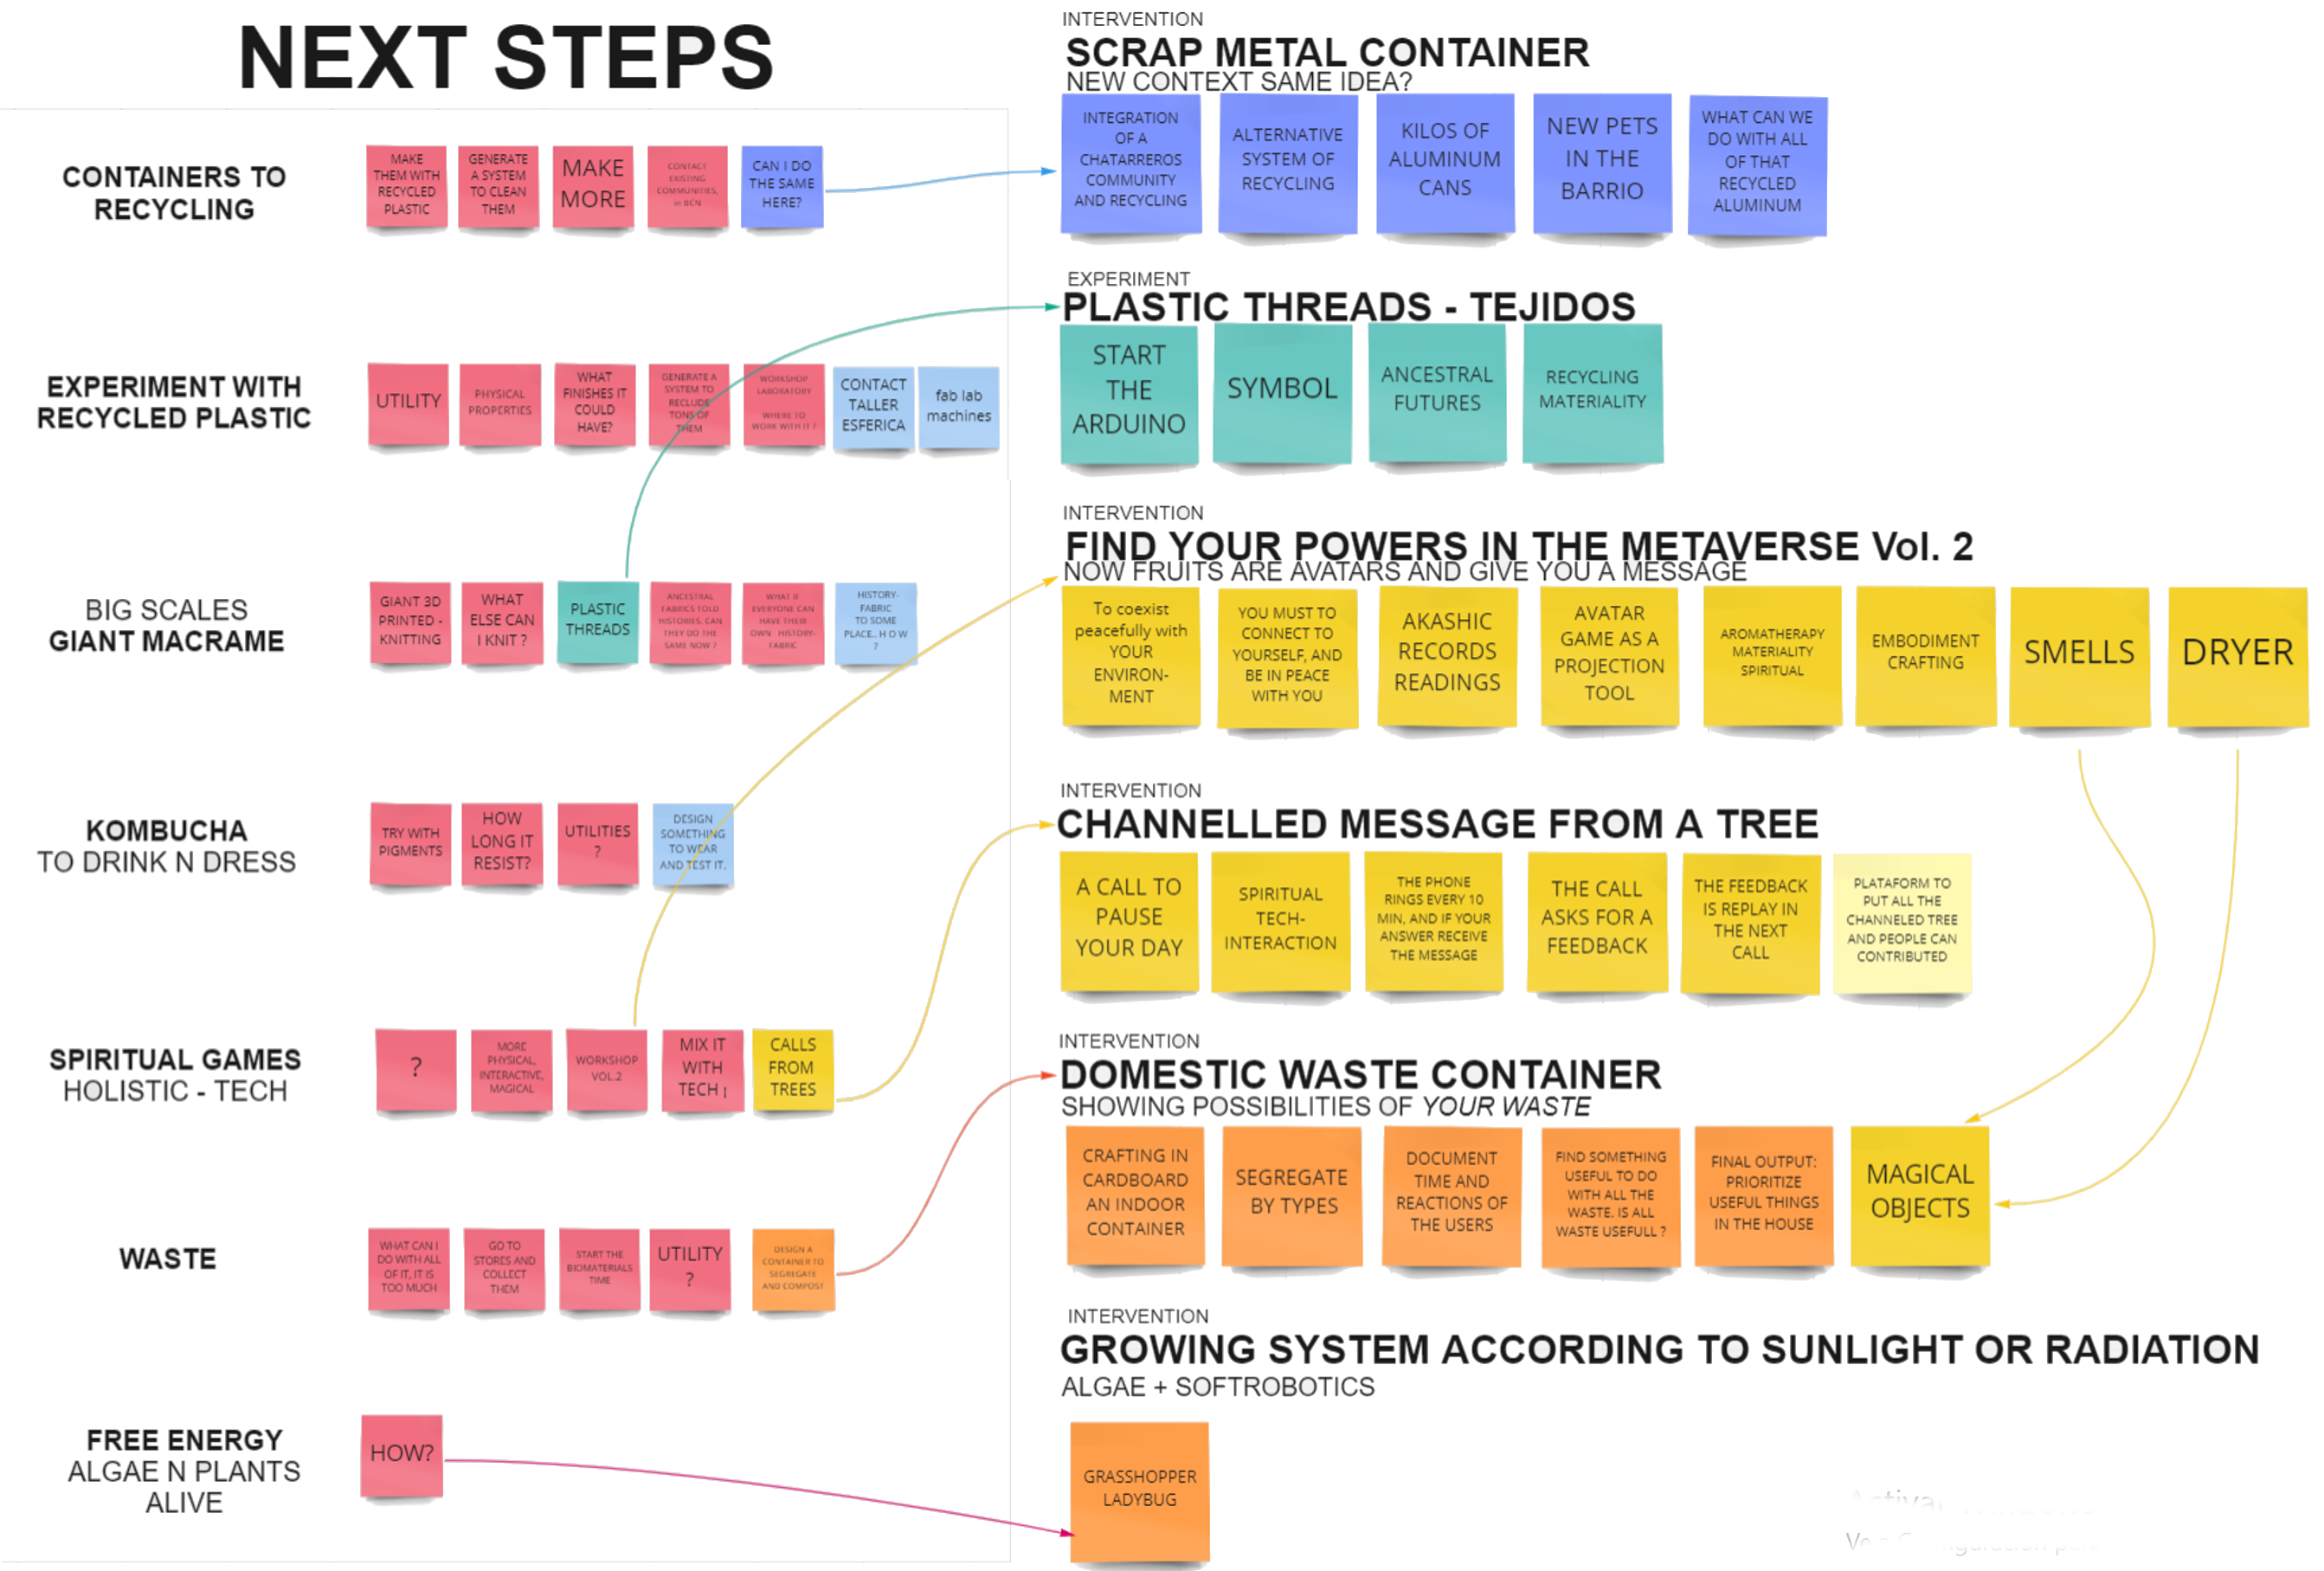 NEXT STEPS
CONTAINERS TO
RECYCLING
MAKE
THEM WITH
RECYCLED
PLASTIC
GENERATE
A SYSTEM
TO CLEAN
THEM
MAKE
MORE
CONTACT
EXISTING
COMMUNITIES,
in BCN
CAN I DO
THE SAME
HERE?
EXPERIMENT WITH
RECYCLED PLASTIC
UTILITY
PHYSICAL
PROPERTIES
WHAT
FINISHES IT
COULD
HAVE?
GENERATE A
SYSTEM TO
RECLUDE
TONS OF
THEM
WORKSHOP
LABORATORY
WHERE TO
WORK WITH IT ?
CONTACT
TALLER
ESFERICA
fab lab
machines
BIG SCALES
GIANT MACRAME
GIANT 3D
PRINTED -
KNITTING
WHAT
ELSE CAN
I KNIT ?
PLASTIC
THREADS
ANCESTRAL
FABRICS TOLD
HISTORIES. CAN
THEY DO THE
SAME NOW ?
WHAT IF
EVERYONE CAN
HAVE THEIR
OWN HISTORY-
FABRIC
HISTORY-
FABRIC
TO SOME
PLACE.. H O W
?
KOMBUCHA
TO DRINK N DRESS
TRY WITH
PIGMENTS
HOW
LONG IT
RESIST?
UTILITIES
?
DESIGN
SOMETHING
TO WEAR
AND TEST IT.
SPIRITUAL GAMES
HOLISTIC - TECH
?
MORE
PHYSICAL,
INTERACTIVE,
MAGICAL
WORKSHOP
VOL.2
MIX IT
WITH
TECH ¡
CALLS
FROM
TREES
WASTE
WHAT CAN I
DO WITH ALL
OF IT, IT IS
TOO MUCH
GO TO
STORES AND
COLLECT
THEM
START THE
BIOMATERIALS
TIME
UTILITY
?
DESIGN A
CONTAINER TO
SEGREGATE
AND COMPOST
FREE ENERGY
ALGAE N PLANTS
ALIVE
HOW?
INTERVENTION
SCRAP METAL CONTAINER
NEW CONTEXT SAME IDEA?
INTEGRATION
OF A
CHATARREROS
COMMUNITY
AND RECYCLING
ALTERNATIVE
SYSTEM OF
RECYCLING
KILOS OF
ALUMINUM
CANS
NEW PETS
IN THE
BARRIO
WHAT CAN WE
DO WITH ALL
OF THAT
RECYCLED
ALUMINUM
EXPERIMENT
PLASTIC THREADS - TEJIDOS
START
THE
ARDUINO
SYMBOL
ANCESTRAL
FUTURES
RECYCLING
MATERIALITY
INTERVENTION
FIND YOUR POWERS IN THE METAVERSE Vol. 2
NOW FRUITS ARE AVATARS AND GIVE YOU A MESSAGE
To coexist
peacefully with
YOUR
ENVIRON-
MENT
YOU MUST TO
CONNECT TO
YOURSELF, AND
BE IN PEACE
WITH YOU
AKASHIC
RECORDS
READINGS
AVATAR
GAME AS A
PROJECTION
TOOL
AROMATHERAPY
MATERIALITY
SPIRITUAL
EMBODIMENT
CRAFTING
SMELLS
DRYER
INTERVENTION
CHANNELLED MESSAGE FROM A TREE
A CALL TO
PAUSE
YOUR DAY
SPIRITUAL
TECH-
INTERACTION
THE PHONE
RINGS EVERY 10
MIN, AND IF YOUR
ANSWER RECEIVE
THE MESSAGE
THE CALL
ASKS FOR A
FEEDBACK
THE FEEDBACK
IS REPLAY IN
THE NEXT
CALL
PLATAFORM TO
PUT ALL THE
CHANNELED TREE
AND PEOPLE CAN
CONTRIBUTED
INTERVENTION
DOMESTIC WASTE CONTAINER
SHOWING POSSIBILITIES OF YOUR WASTE
CRAFTING IN
CARDBOARD
AN INDOOR
CONTAINER
SEGREGATE
BY TYPES
DOCUMENT
TIME AND
REACTIONS OF
THE USERS
FIND SOMETHING
USEFUL TO DO
WITH ALL THE
WASTE. IS ALL
WASTE USEFULL ?
FINAL OUTPUT:
PRIORITIZE
USEFUL THINGS
IN THE HOUSE
MAGICAL
OBJECTS
INTERVENTION
GROWING SYSTEM ACCORDING TO SUNLIGHT OR RADIATION
ALGAE + SOFTROBOTICS
GRASSHOPPER
LADYBUG